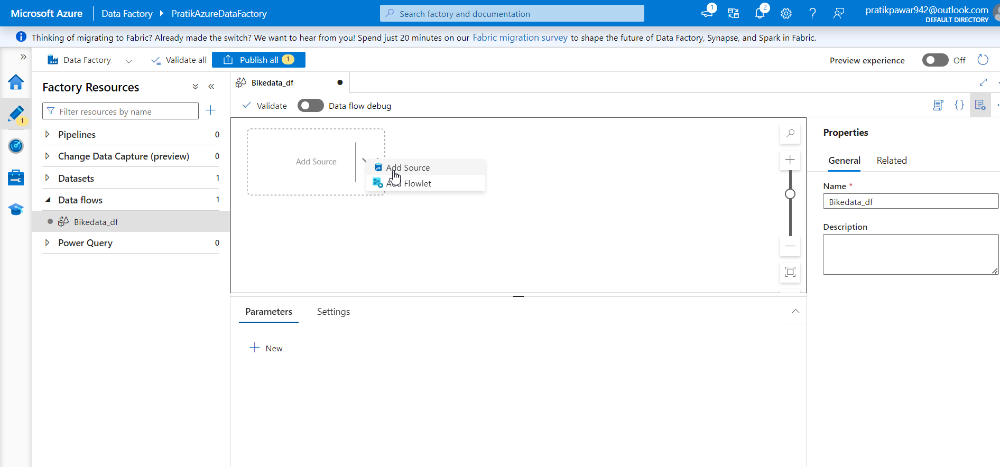 Microsoft Azure
Data Factory
PratikAzureDataFactory
Search factory and documentation
1
2
pratikpawar942@outlook.com
DEFAULT DIRECTORY
Thinking of migrating to Fabric? Already made the switch? We want to hear from you! Spend just 20 minutes on our Fabric migration survey to shape the future of Data Factory, Synapse, and Spark in Fabric.
Data Factory
Validate all
Publish all 1
Preview experience
Off
1
Factory Resources
Filter resources by name
Pipelines 0
Change Data Capture (preview) 0
Datasets 1
Data flows 1
Bikedata_df
Power Query 0
Bikedata_df
Validate
Data flow debug
Add Source
Add Source
Add Flowlet
Parameters
Settings
New
Properties
General
Related
Name *
Bikedata_df
Description